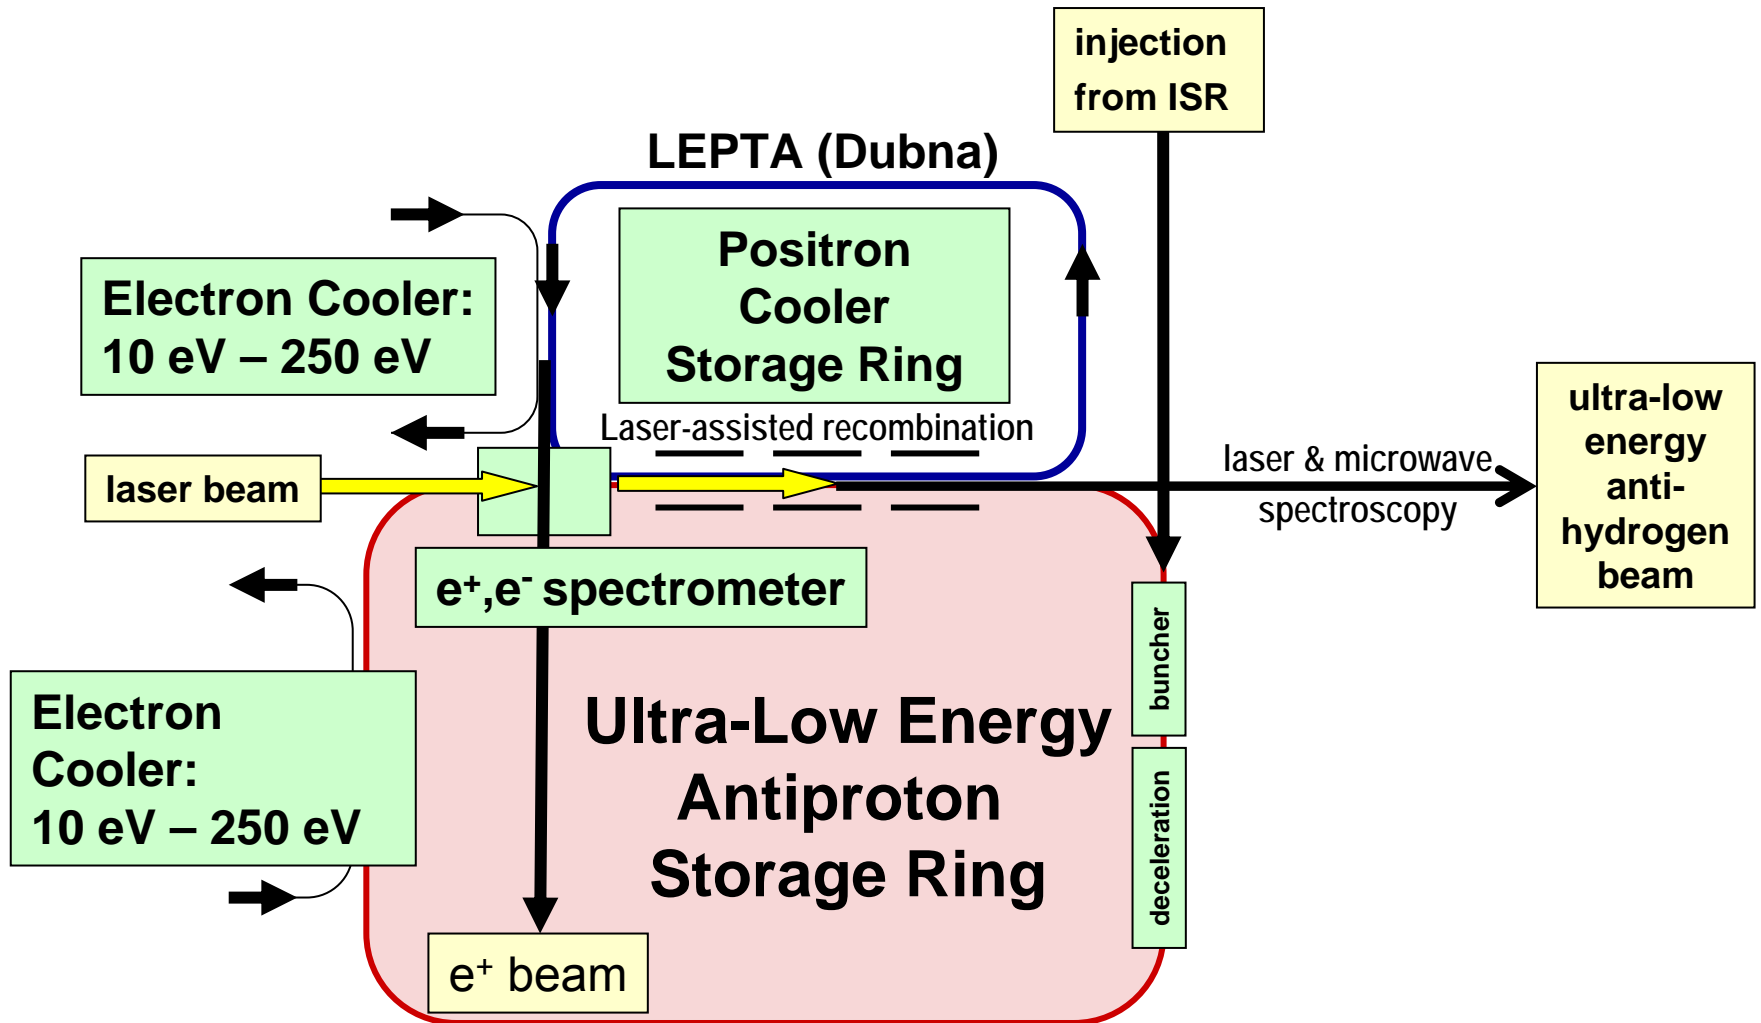 injection
from ISR
LEPTA (Dubna)
Positron
Cooler
Storage Ring
Electron Cooler:
10 eV – 250 eV
Laser-assisted recombination
laser beam
laser & microwave
spectroscopy
ultra-low
energy
anti-
hydrogen
beam
e⁺,e⁻ spectrometer
buncher
Electron
Cooler:
10 eV – 250 eV
Ultra-Low Energy
Antiproton
Storage Ring
deceleration
e⁺ beam